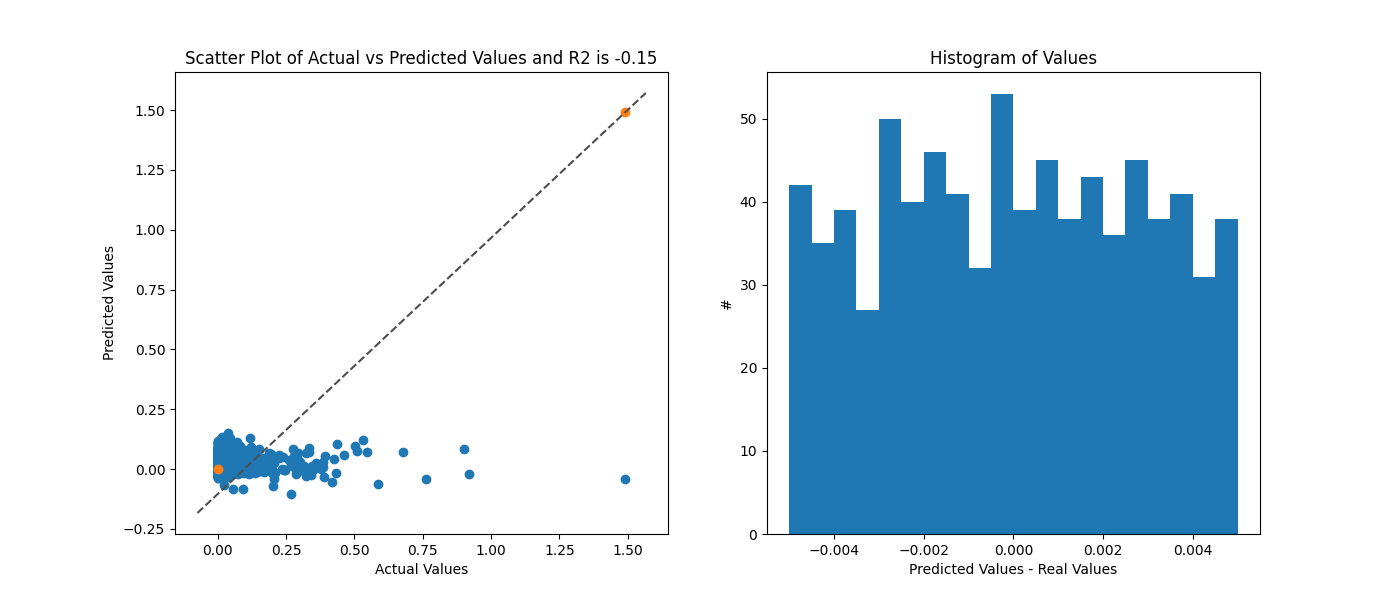 Scatter Plot of Actual vs Predicted Values and R2 is -0.15
1.50
1.25
1.00
0.75
0.50
0.25
0.00
−0.25
Predicted Values
0.00 0.25 0.50 0.75 1.00 1.25 1.50
Actual Values
Histogram of Values
50
40
30
20
10
0
#
−0.004 −0.002 0.000 0.002 0.004
Predicted Values - Real Values